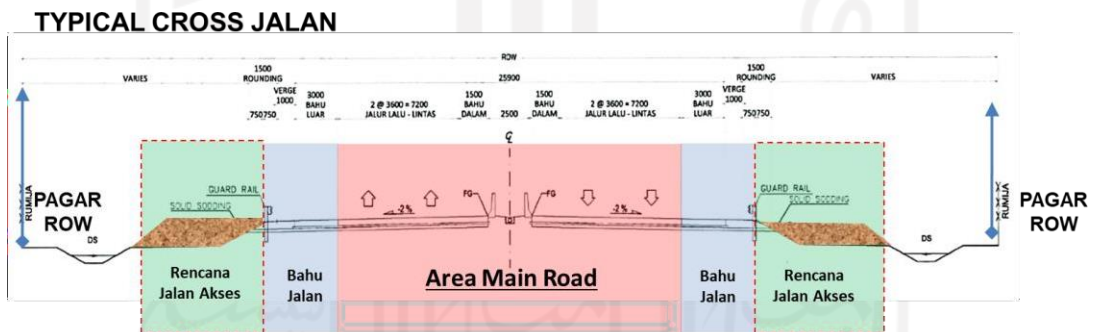 TYPICAL CROSS JALAN
ROW
1500 25900 1500
VARIES ROUNDING ROUNDING VARIES
VERGE 1000 3000 BAHU LUAR 2 @ 3600 = 7200 JALUR LALU - LINTAS 1500 BAHU DALAM 2500 1500 BAHU DALAM 2 @ 3600 = 7200 JALUR LALU - LINTAS 3000 BAHU LUAR VERGE 1000
750750 750750
GUARD RAIL FG FG GUARD RAIL
SOLID SODDING -2% -2% SOLID SODDING
RUMIJA PAGAR ROW RUMIJA PAGAR ROW
DS DS
Rencana Jalan Akses
Bahu Jalan
Area Main Road
Bahu Jalan
Rencana Jalan Akses